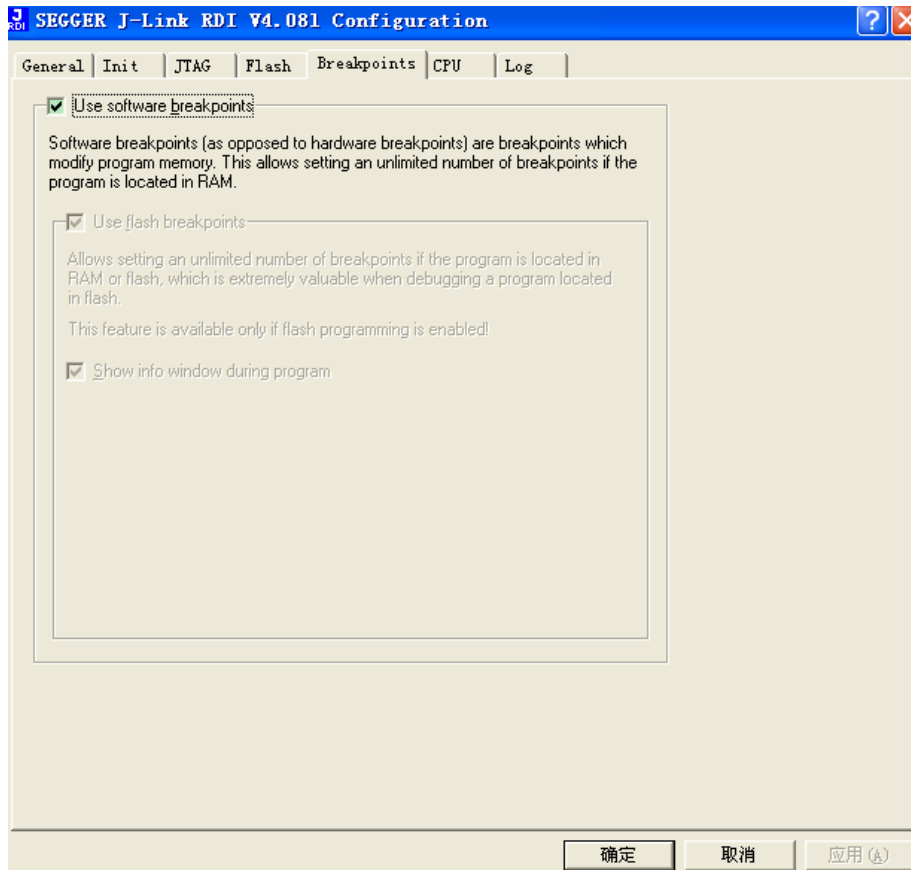 J
RDI SEGGER J-Link RDI V4.081 Configuration
General Init JTAG Flash Breakpoints CPU Log
Use software breakpoints
Software breakpoints (as opposed to hardware breakpoints) are breakpoints which
modify program memory. This allows setting an unlimited number of breakpoints if the
program is located in RAM.
Use flash breakpoints
Allows setting an unlimited number of breakpoints if the program is located in
RAM or flash, which is extremely valuable when debugging a program located
in flash.
This feature is available only if flash programming is enabled!
Show info window during program
确定 取消 应用(A)